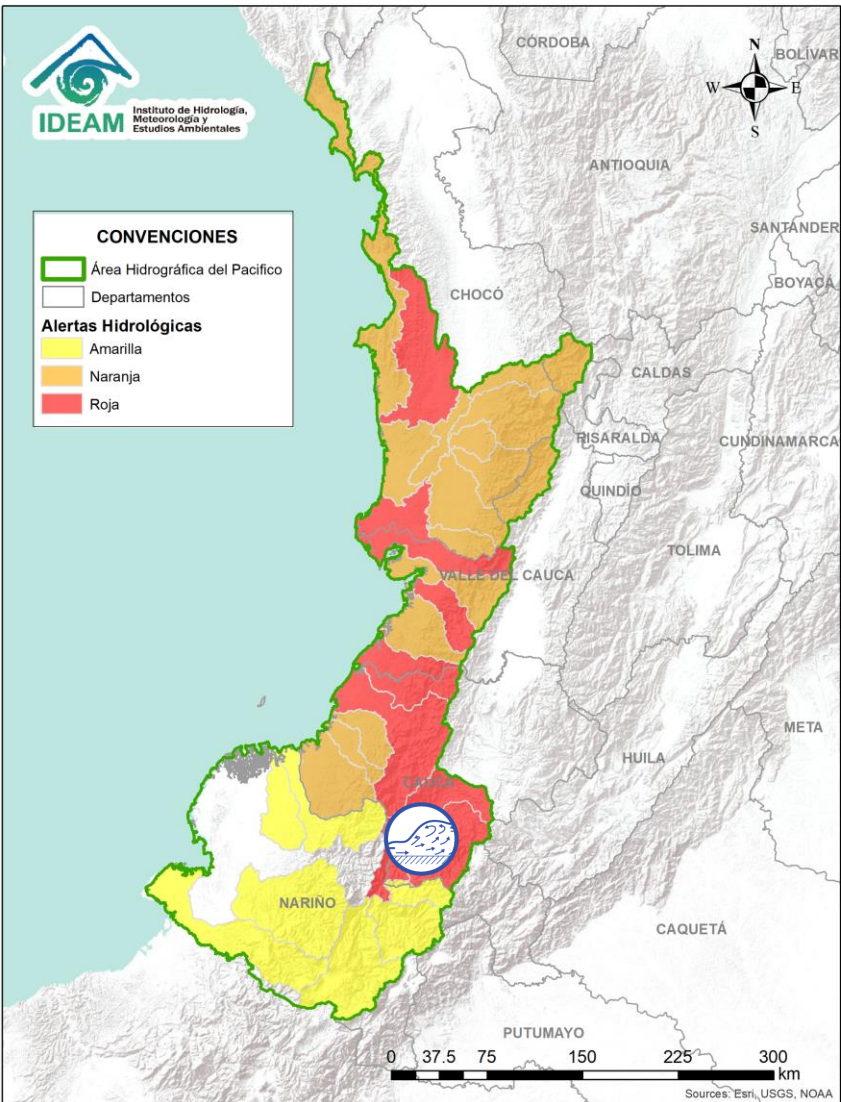 IDEAM
Instituto de Hidrología,
Meteorología y
Estudios Ambientales
CÓRDOBA
BOLÍVAR
N
W
E
S
ANTIOQUIA
SANTANDER
BOYACÁ
CONVENCIONES
Área Hidrográfica del Pacifico
Departamentos
Alertas Hidrológicas
Amarilla
Naranja
Roja
CHOCÓ
CALDAS
RISARALDA
CUNDINAMARCA
QUINDÍO
TOLIMA
VALLE DEL CAUCA
META
HUILA
CAUCA
NARIÑO
CAQUETÁ
PUTUMAYO
0 37.5 75 150 225 300
km
Sources: Esri, USGS, NOAA